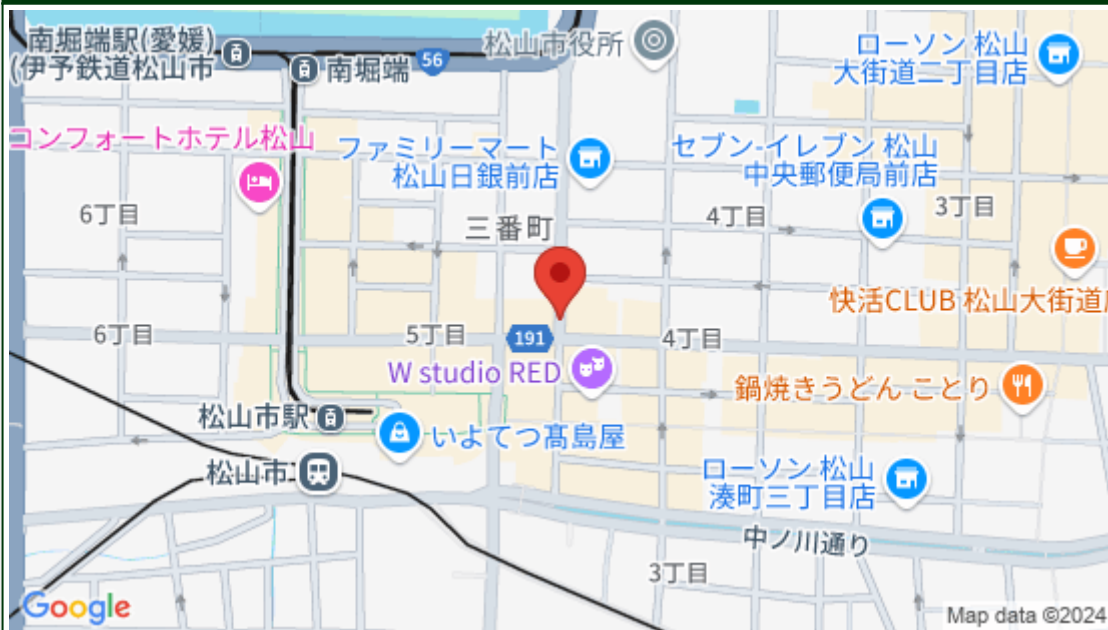 南堀端駅(愛媛)
(伊予鉄道松山市
南堀端
56
松山市役所
ローソン 松山
大街道二丁目店
コンフォートホテル松山
ファミリーマート
松山日銀前店
セブン-イレブン 松山
中央郵便局前店
6丁目
三番町
4丁目
3丁目
快活CLUB 松山大街道店
6丁目
5丁目
191
4丁目
W studio RED
鍋焼きうどん ことり
松山市駅
いよてつ髙島屋
松山市
ローソン 松山
湊町三丁目店
中ノ川通り
3丁目
Google
Map data ©2024